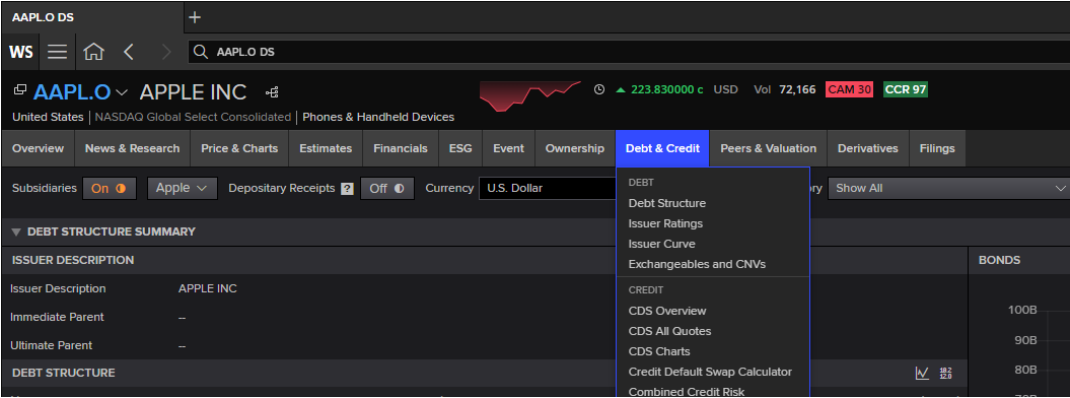 AAPL.O DS +
WS AAPL.O DS
AAPL.O APPLE INC 223.830000 c USD Vol 72,166 CAM 30 CCR 97
United States | NASDAQ Global Select Consolidated | Phones & Handheld Devices
Overview News & Research Price & Charts Estimates Financials ESG Event Ownership Debt & Credit Peers & Valuation Derivatives Filings
Subsidiaries On Apple Depositary Receipts ? Off Currency U.S. Dollar ry Show All
DEBT
Debt Structure
Issuer Ratings
Issuer Curve
Exchangeables and CNVs
CREDIT
CDS Overview
CDS All Quotes
CDS Charts
Credit Default Swap Calculator
Combined Credit Risk
DEBT STRUCTURE SUMMARY
ISSUER DESCRIPTION
Issuer Description APPLE INC
Immediate Parent --
Ultimate Parent --
DEBT STRUCTURE
BONDS
100B
90B
80B